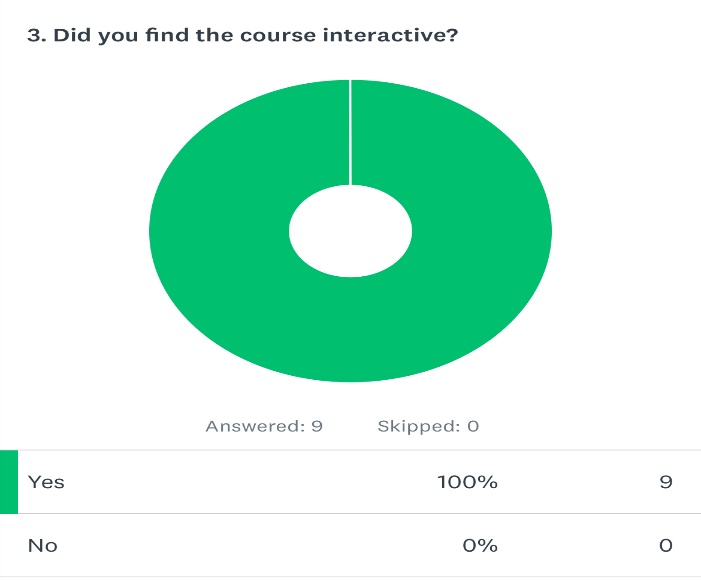 3. Did you find the course interactive?
Answered: 9 Skipped: 0
Yes 100% 9
No 0% 0